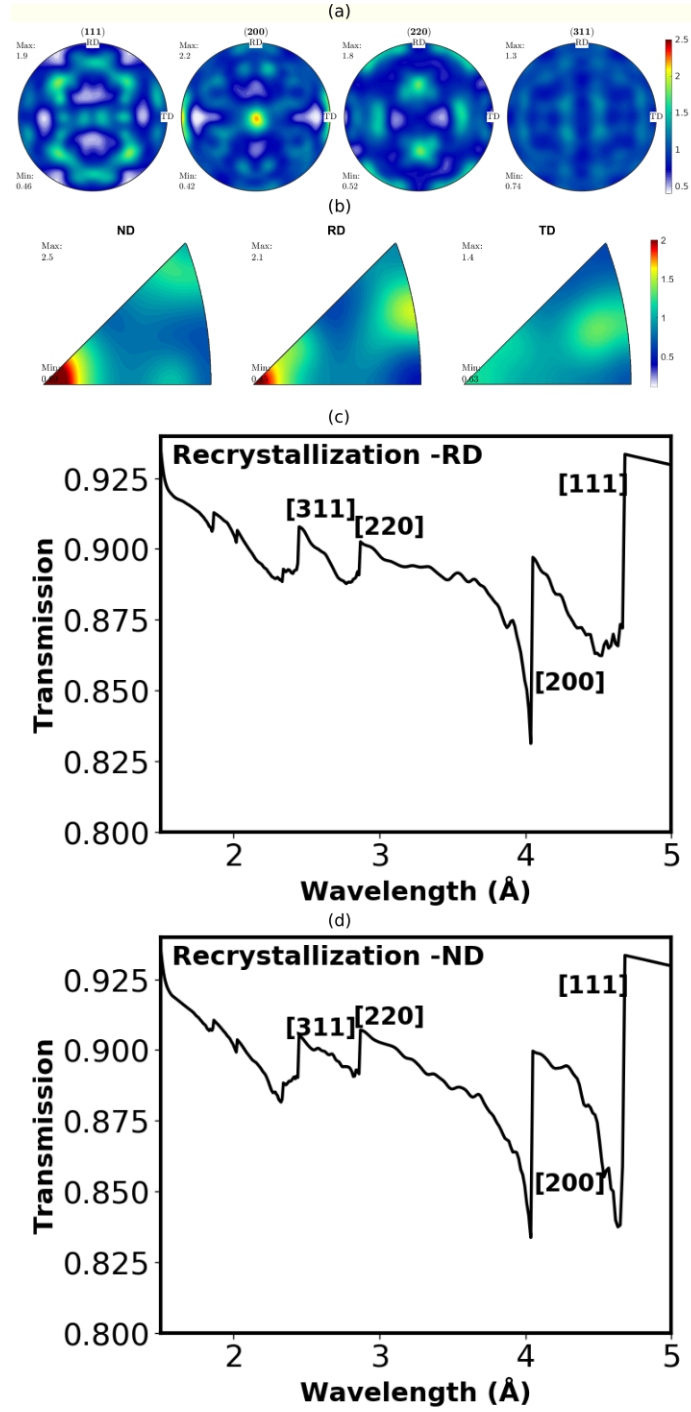 (a)
(111) (200) (220) (311)
Max: RD Max: RD Max: RD Max: RD
1.9 2.2 1.8 1.3
2.5
2
1.5
1
0.5
TD TD TD TD
Min: Min: Min: Min:
0.46 0.42 0.52 0.74
(b)
ND RD TD
Max: Max: Max:
2.5 2.1 1.4
2
1.5
1
0.5
Min: Min: Min:
0.63
(c)
Recrystallization -RD
[111]
[311]
[220]
[200]
0.925
0.900
0.875
0.850
0.825
0.800
Transmission
2 3 4 5
Wavelength (Å)
(d)
Recrystallization -ND
[111]
[311]
[220]
[200]
0.925
0.900
0.875
0.850
0.825
0.800
Transmission
2 3 4 5
Wavelength (Å)